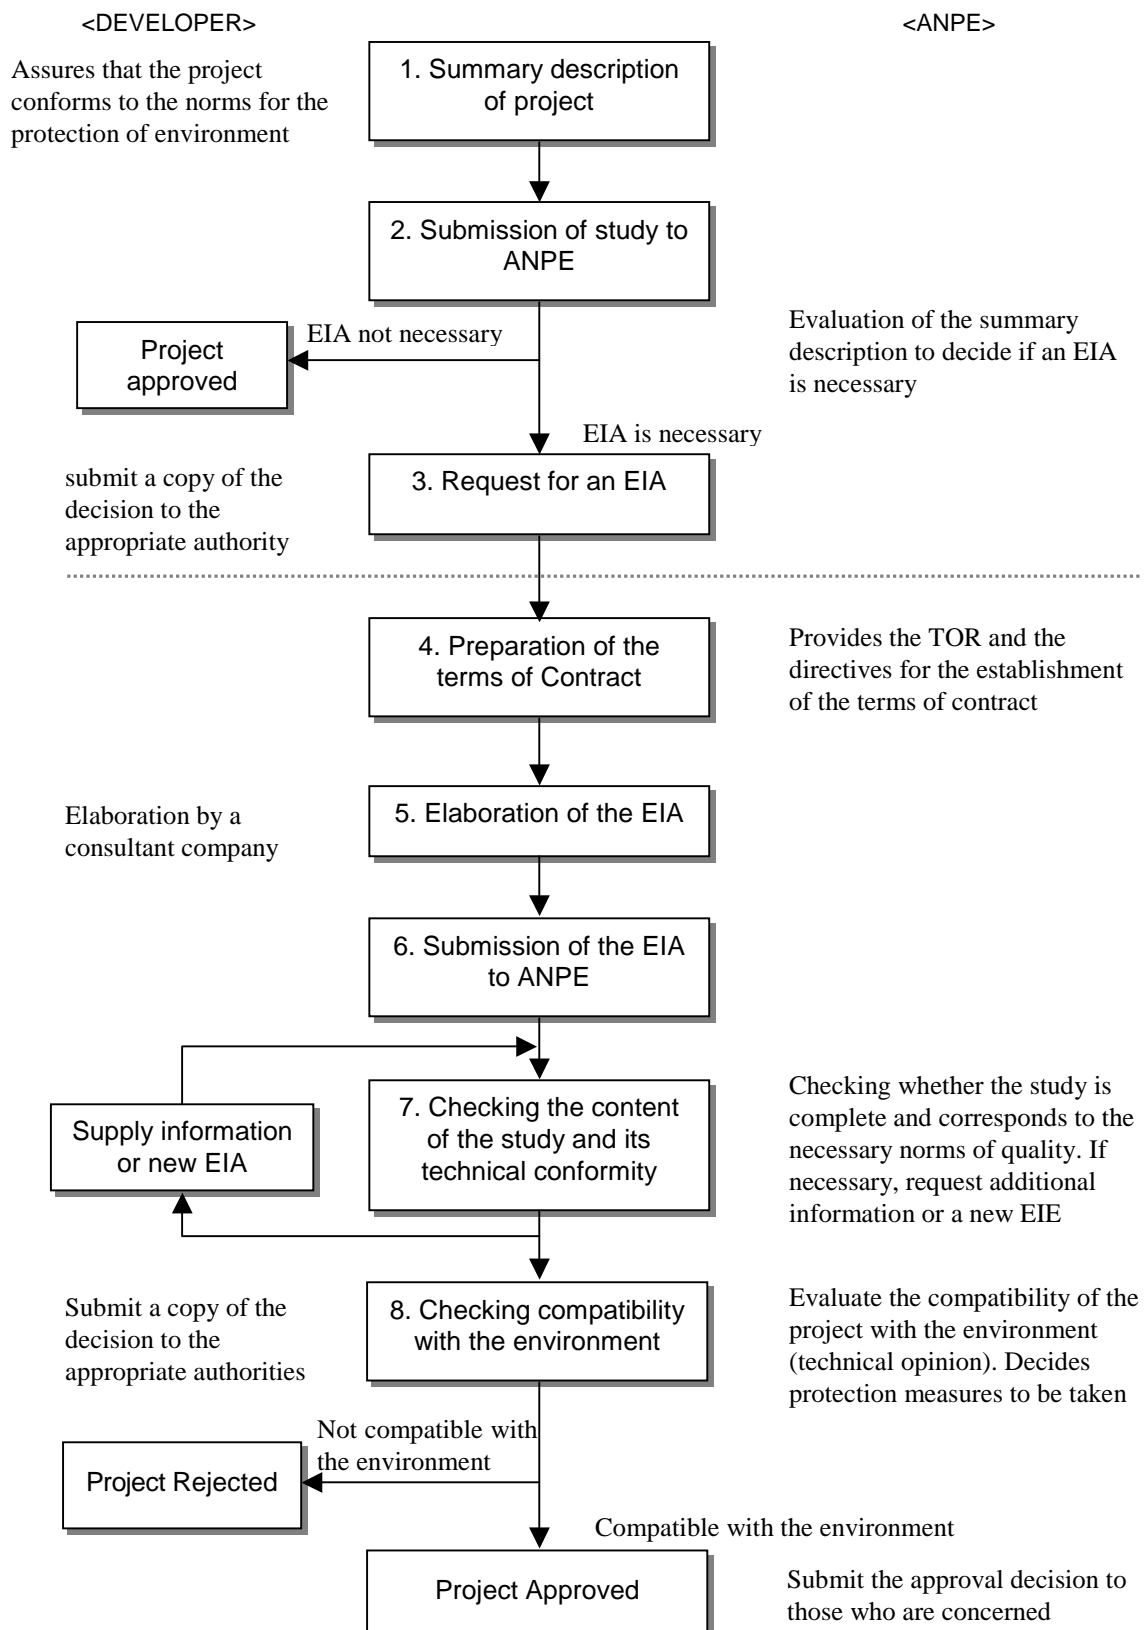 <DEVELOPER>
<ANPE>
Assures that the project
conforms to the norms for the
protection of environment
1. Summary description
of project
2. Submission of study to
ANPE
EIA not necessary
Project
approved
Evaluation of the summary
description to decide if an EIA
is necessary
EIA is necessary
submit a copy of the
decision to the
appropriate authority
3. Request for an EIA
4. Preparation of the
terms of Contract
Provides the TOR and the
directives for the establishment
of the terms of contract
Elaboration by a
consultant company
5. Elaboration of the EIA
6. Submission of the EIA
to ANPE
Supply information
or new EIA
7. Checking the content
of the study and its
technical conformity
Checking whether the study is
complete and corresponds to the
necessary norms of quality. If
necessary, request additional
information or a new EIE
Submit a copy of the
decision to the
appropriate authorities
8. Checking compatibility
with the environment
Evaluate the compatibility of the
project with the environment
(technical opinion). Decides
protection measures to be taken
Not compatible with
the environment
Project Rejected
Compatible with the environment
Project Approved
Submit the approval decision to
those who are concerned